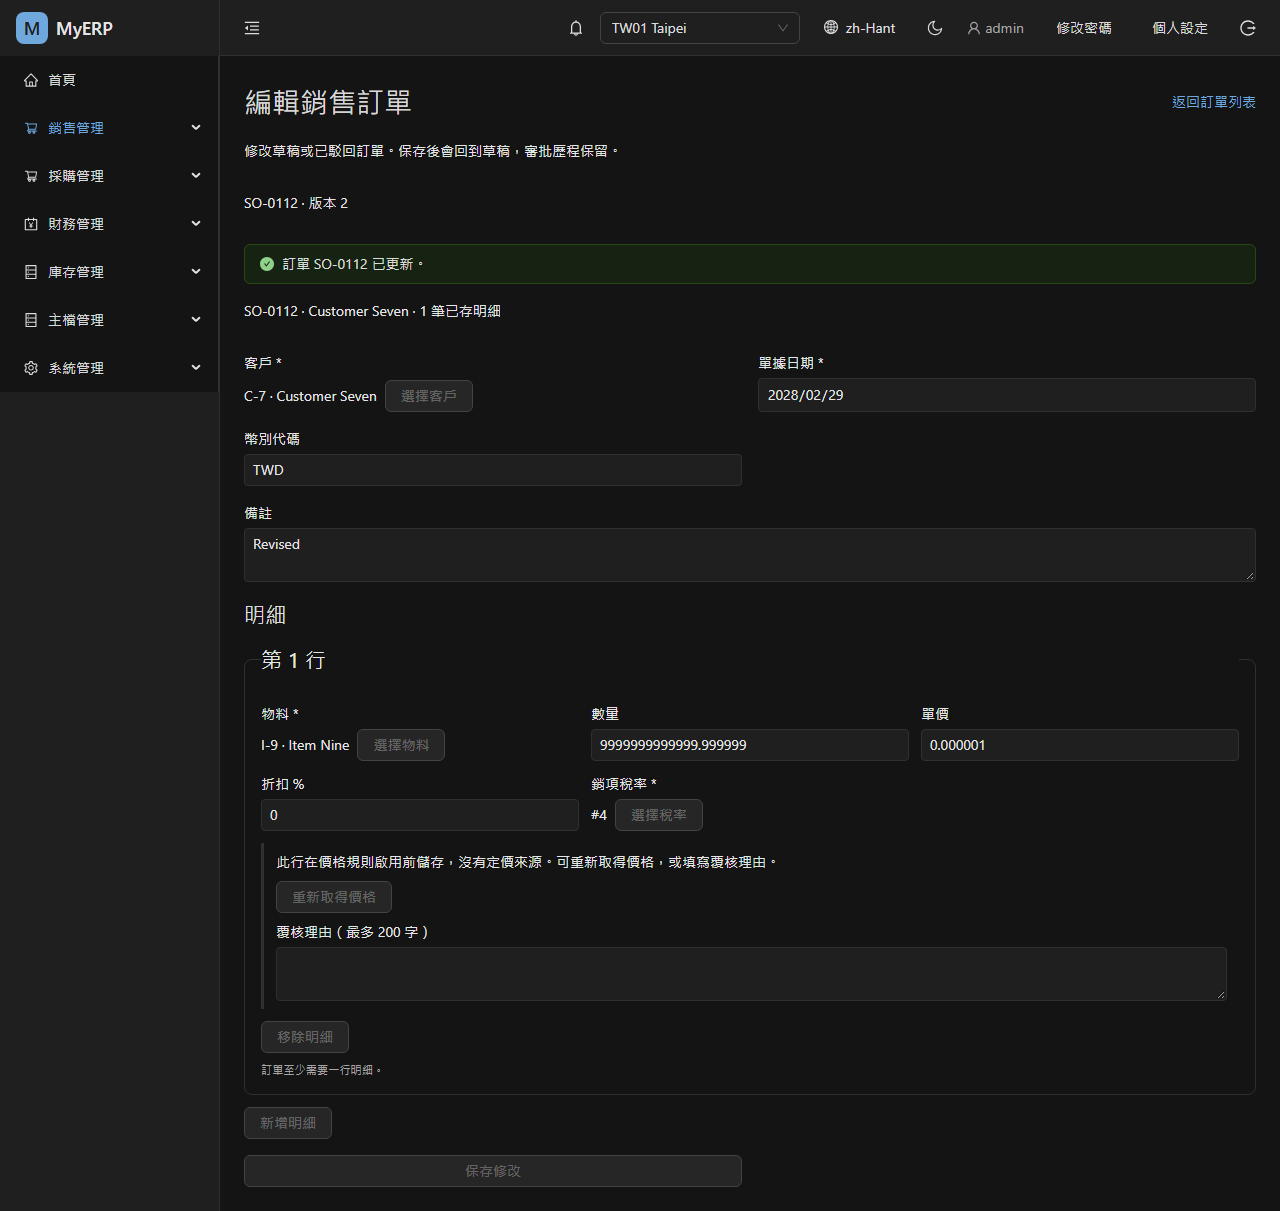 M MyERP
TW01 Taipei
zh-Hant
admin
修改密碼
個人設定
首頁
銷售管理
採購管理
財務管理
庫存管理
主檔管理
系統管理
編輯銷售訂單
返回訂單列表
修改草稿或已駁回訂單。保存後會回到草稿，審批歷程保留。
SO-0112 · 版本 2
訂單 SO-0112 已更新。
SO-0112 · Customer Seven · 1 筆已存明細
客戶 *
C-7 · Customer Seven 選擇客戶
單據日期 *
2028/02/29
幣別代碼
TWD
備註
Revised
明細
第 1 行
物料 *
I-9 · Item Nine 選擇物料
數量
9999999999999.999999
單價
0.000001
折扣 %
0
銷項稅率 *
#4 選擇稅率
此行在價格規則啟用前儲存，沒有定價來源。可重新取得價格，或填寫覆核理由。
重新取得價格
覆核理由（最多 200 字）
移除明細
訂單至少需要一行明細。
新增明細
保存修改